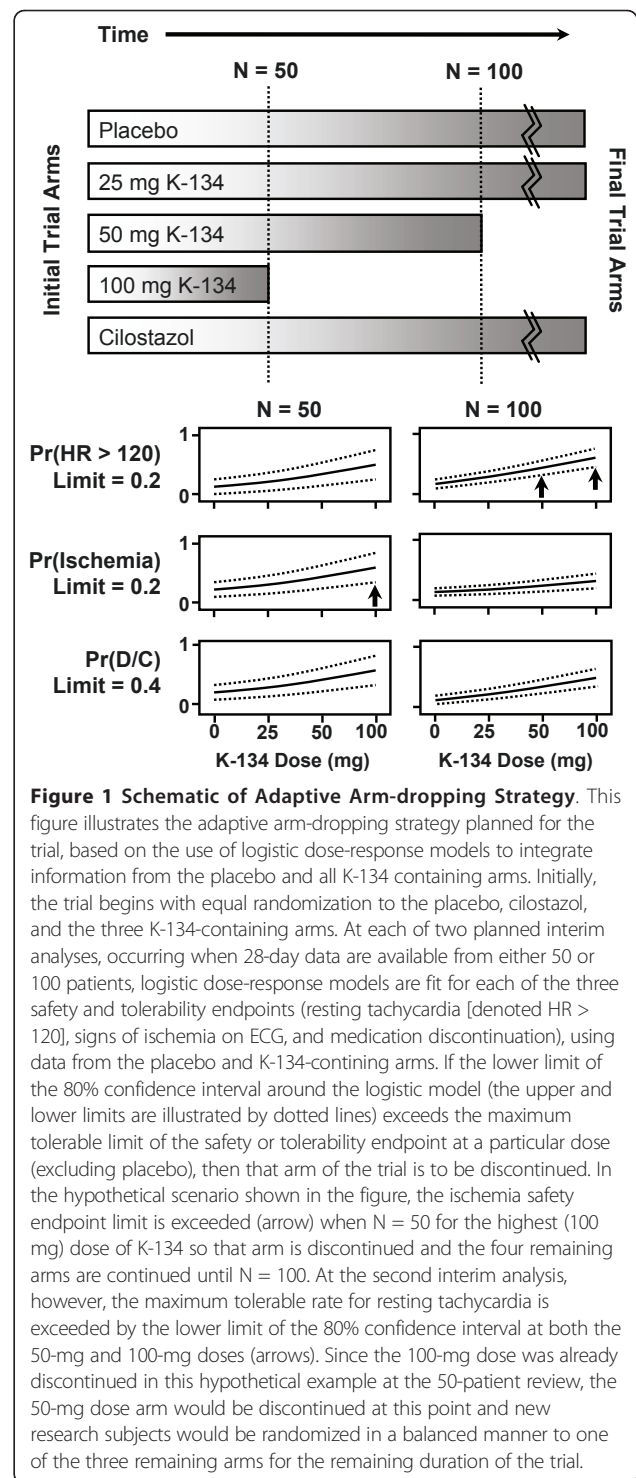 Time
N = 50 N = 100
Initial Trial Arms
Placebo
25 mg K-134
50 mg K-134
100 mg K-134
Cilostazol
Final Trial Arms
N = 50 N = 100
Pr(HR > 120)
Limit = 0.2
1
0
Pr(Ischemia)
Limit = 0.2
1
0
Pr(D/C)
Limit = 0.4
1
0
0 25 50 100 0 25 50 100
K-134 Dose (mg) K-134 Dose (mg)
Figure 1 Schematic of Adaptive Arm-dropping Strategy. This
figure illustrates the adaptive arm-dropping strategy planned for the
trial, based on the use of logistic dose-response models to integrate
information from the placebo and all K-134 containing arms. Initially,
the trial begins with equal randomization to the placebo, cilostazol,
and the three K-134-containing arms. At each of two planned interim
analyses, occurring when 28-day data are available from either 50 or
100 patients, logistic dose-response models are fit for each of the three
safety and tolerability endpoints (resting tachycardia [denoted HR >
120], signs of ischemia on ECG, and medication discontinuation), using
data from the placebo and K-134-contining arms. If the lower limit of
the 80% confidence interval around the logistic model (the upper and
lower limits are illustrated by dotted lines) exceeds the maximum
tolerable limit of the safety or tolerability endpoint at a particular dose
(excluding placebo), then that arm of the trial is to be discontinued. In
the hypothetical scenario shown in the figure, the ischemia safety
endpoint limit is exceeded (arrow) when N = 50 for the highest (100
mg) dose of K-134 so that arm is discontinued and the four remaining
arms are continued until N = 100. At the second interim analysis,
however, the maximum tolerable rate for resting tachycardia is
exceeded by the lower limit of the 80% confidence interval at both the
50-mg and 100-mg doses (arrows). Since the 100-mg dose was already
discontinued in this hypothetical example at the 50-patient review, the
50-mg dose arm would be discontinued at this point and new
research subjects would be randomized in a balanced manner to one
of the three remaining arms for the remaining duration of the trial.